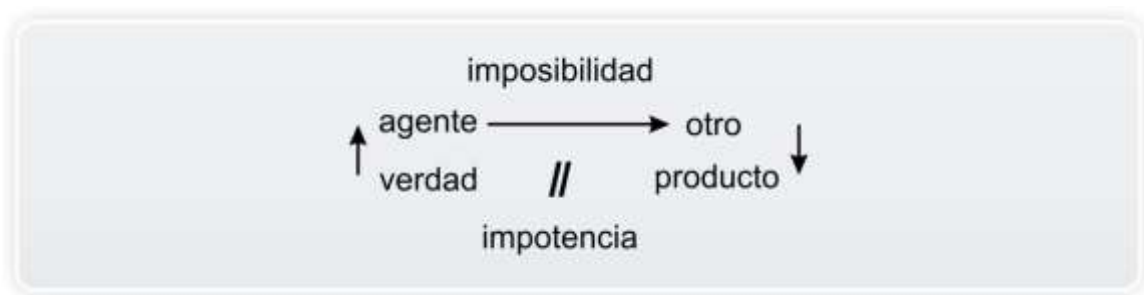 imposibilidad
agente otro
verdad // producto
impotencia